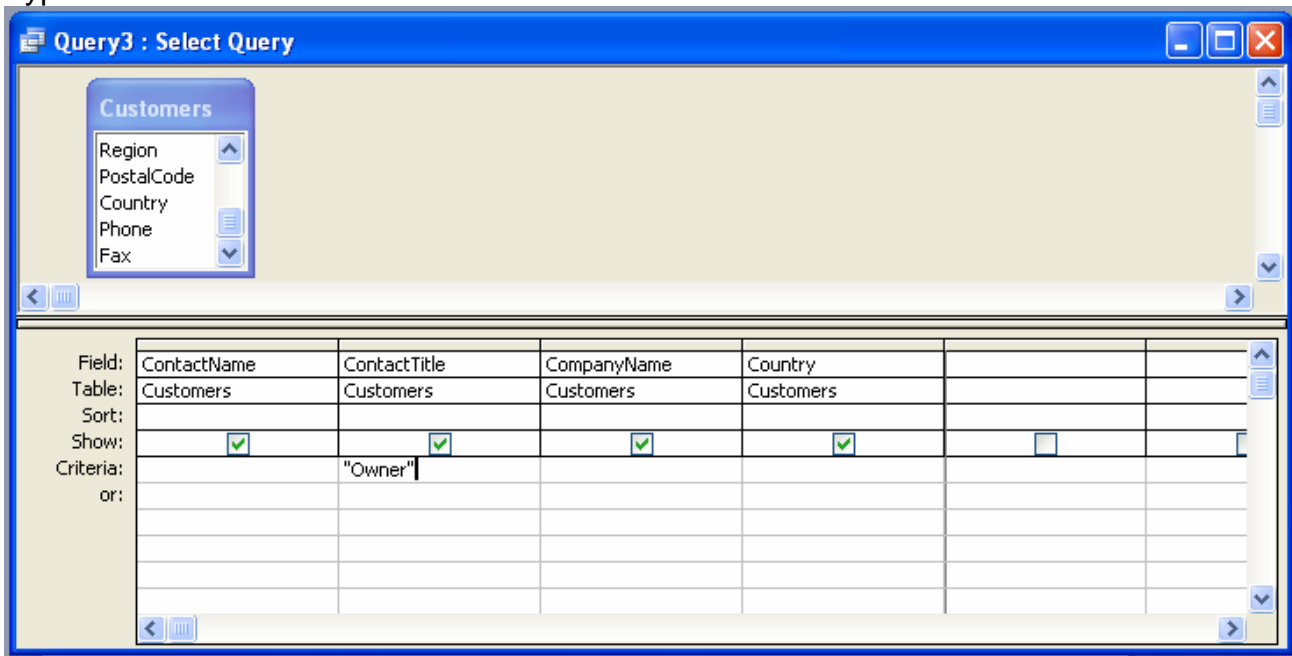 Query3 : Select Query
Customers
Region
PostalCode
Country
Phone
Fax
Field: ContactName ContactTitle CompanyName Country
Table: Customers Customers Customers Customers
Sort:
Show:
Criteria: "Owner"
or: